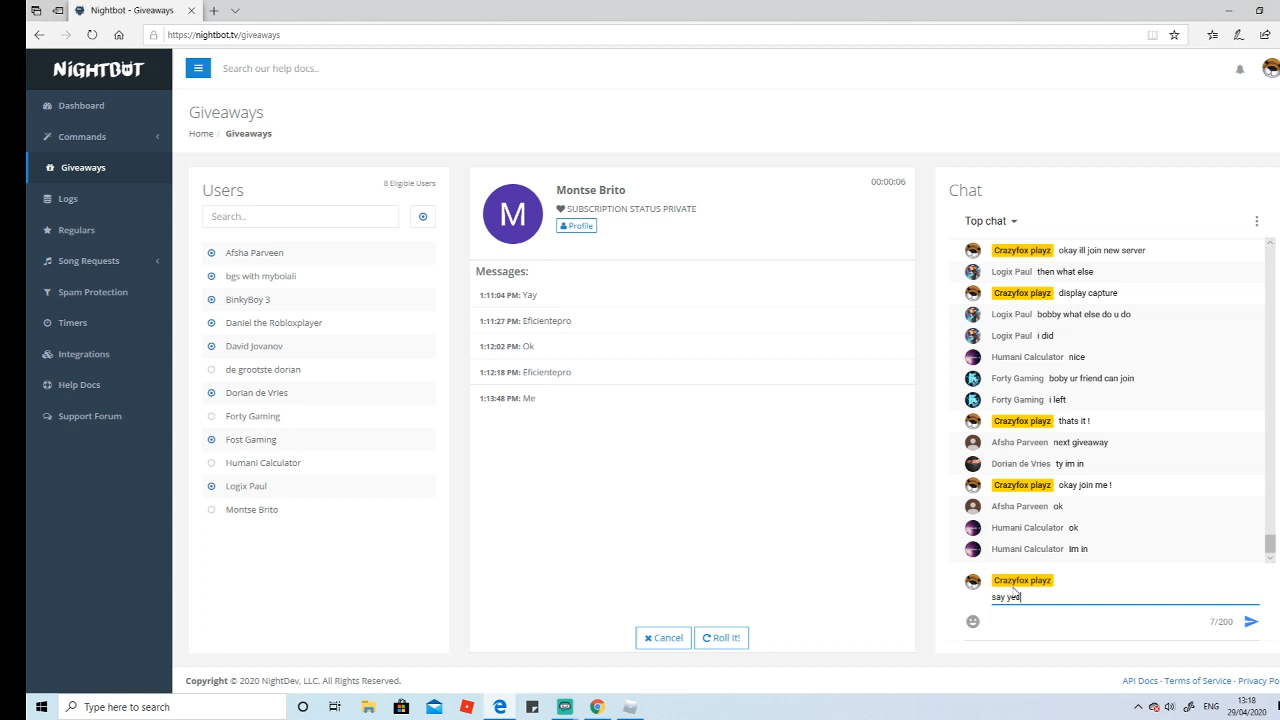 Nightbot - Giveaways
https://nightbot.tv/giveaways
NiGHTBOT
Search our help docs..
Dashboard
Commands
Giveaways
Logs
Regulars
Song Requests
Spam Protection
Timers
Integrations
Help Docs
Support Forum
Giveaways
Home / Giveaways
Users
8 Eligible Users
Search..
Afsha Parveen
bgs with myboiali
BinkyBoy 3
Daniel the Robloxplayer
David Jovanov
de grootste dorian
Dorian de Vries
Forty Gaming
Fost Gaming
Humani Calculator
Logix Paul
Montse Brito
M
Montse Brito
00:00:06
SUBSCRIPTION STATUS PRIVATE
Profile
Messages:
1:11:04 PM: Yay
1:11:27 PM: Eficientepro
1:12:02 PM: Ok
1:12:18 PM: Eficientepro
1:13:48 PM: Me
Cancel
Roll It!
Chat
Top chat
Crazyfox playz okay ill join new server
Logix Paul then what else
Crazyfox playz display capture
Logix Paul bobby what else do u do
Logix Paul i did
Humani Calculator nice
Forty Gaming boby ur friend can join
Forty Gaming i left
Crazyfox playz thats it !
Afsha Parveen next giveaway
Dorian de Vries ty im in
Crazyfox playz okay join me !
Afsha Parveen ok
Humani Calculator ok
Humani Calculator Im in
Crazyfox playz
say yes
7/200
Copyright © 2020 NightDev, LLC. All Rights Reserved.
API Docs - Terms of Service - Privacy Po
Type here to search
ENG
13:18
29/04/2020